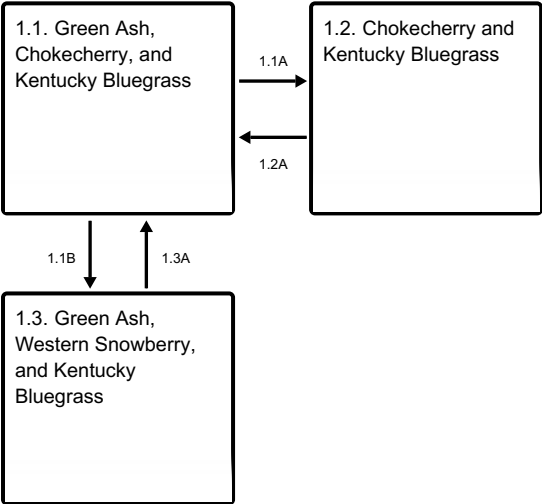 1.1. Green Ash,
Chokecherry, and
Kentucky Bluegrass
1.1A
1.2. Chokecherry and
Kentucky Bluegrass
1.2A
1.1B
1.3A
1.3. Green Ash,
Western Snowberry,
and Kentucky
Bluegrass